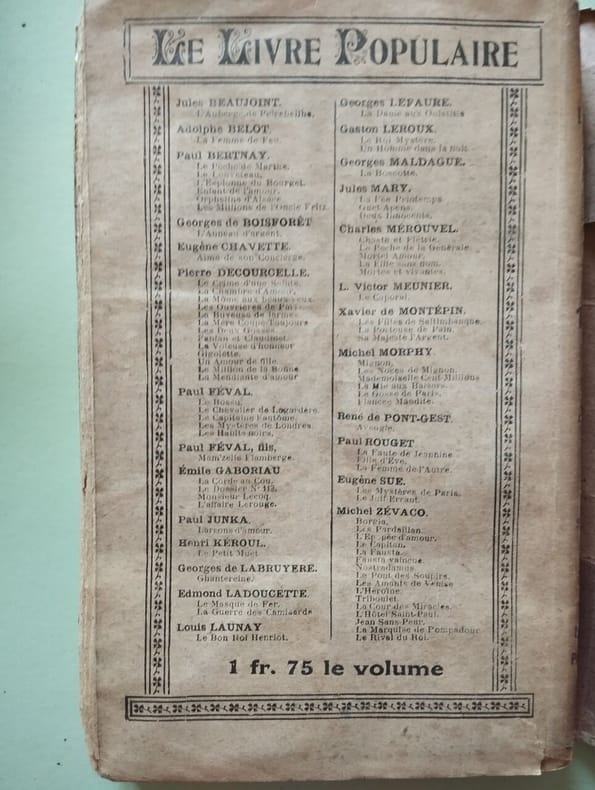 LE LIVRE POPULAIRE
Jules BEAUJOINT.
L'Auberge de Peirebeilhe.
Adolphe BELOT
La Femme de Feu.
Paul BERTNAY.
Le Péché de Marthe.
Le Louveteau.
L'Espionne du Bourget.
Enfant de l'amour.
Orpheline d'Alsace.
Les Millions de l'Oncle Fritz.
Georges de BOISFORÊT
L'Anneau d'argent.
Eugène CHAVETTE.
Aimé de son Concierge.
Pierre DECOURCELLE.
Le Crime d'une Sainte.
La Chambre d'Amour.
La Môme aux beaux yeux.
Les Ouvrières de Paris.
La Buveuse de larmes.
La Mère Coupe-Toujours
Les Deux Gosses.
Fanfan et Claudinet.
La Voleuse d'honneur
Gigolette.
Un Amour de fille.
Le Million de la Bonne
La Mendiante d'amour
Paul FÉVAL.
Le Bossu.
Le Chevalier de Lagardère.
Le Capitaine Fantôme.
Les Mystères de Londres.
Les Habits noirs.
Paul FÉVAL, fils,
Mam'zelle Flamberge.
Émile GABORIAU
La Corde au Cou.
Le Dossier N° 113.
Monsieur Lecoq.
L'affaire Lerouge.
Paul JUNKA.
Larrons d'amour.
Henri KÉROUL.
Le Petit Muet
Georges de LABRUYERE.
Chantereine.
Edmond LADOUCETTE.
Le Masque de Fer.
La Guerre des Camisards
Louis LAUNAY
Le Bon Roi Henriot.
Georges LEFAURE.
La Dame aux Ouistitis
Gaston LEROUX.
Le Roi Mystère.
Un Homme dans la nuit
Georges MALDAGUE.
La Boscotte.
Jules MARY.
La Fée Printemps
Guet Apens.
Deux Innocents.
Charles MÉROUVEL.
Chaste et Flétrie.
Le Péché de la Générale
Mortel Amour.
La Fille sans nom.
Mortes et vivantes.
L. Victor MEUNIER.
Le Caporal.
Xavier de MONTÉPIN.
Les Filles du Saltimbanque.
La Porteuse de Pain.
Sa Majesté l'Argent.
Michel MORPHY
Mignon.
Les Noces de Mignon.
Mademoiselle Cent-Millions
La Mie aux Baisers.
Le Gosse de Paris.
Fiancée Maudite.
René de PONT-GEST.
Aveugle.
Paul ROUGET
La Faute de Jeannine
Fille d'Ève.
La Femme de l'Autre.
Eugène SUE.
Les Mystères de Paris.
Le Juif Errant.
Michel ZÉVACO.
Borgia.
Les Pardaillan.
L'Epopée d'amour.
Le Capitan.
La Fausta.
Fausta vaincue.
Nostradamus.
Le Pont des Soupirs.
Les Amants de Venise
L'Héroïne.
Triboulet.
La Cour des Miracles.
L'Hôtel Saint-Paul.
Jean Sans-Peur.
La Marquise de Pompadour
Le Rival du Roi.
1 fr. 75 le volume